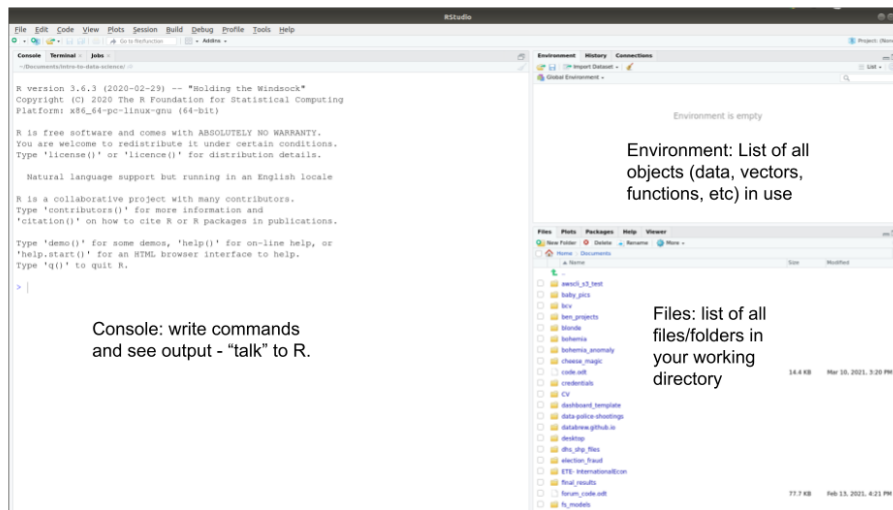 RStudio
File Edit Code View Plots Session Build Debug Profile Tools Help
Go to file/function Addins
Project: (None
Console Terminal Jobs
~/Documents/intro-to-data-science/
R version 3.6.3 (2020-02-29) -- "Holding the Windsock"
Copyright (C) 2020 The R Foundation for Statistical Computing
Platform: x86_64-pc-linux-gnu (64-bit)
R is free software and comes with ABSOLUTELY NO WARRANTY.
You are welcome to redistribute it under certain conditions.
Type 'license()' or 'licence()' for distribution details.
Natural language support but running in an English locale
R is a collaborative project with many contributors.
Type 'contributors()' for more information and
'citation()' on how to cite R or R packages in publications.
Type 'demo()' for some demos, 'help()' for on-line help, or
'help.start()' for an HTML browser interface to help.
Type 'q()' to quit R.
>
Console: write commands
and see output - “talk” to R.
Environment History Connections
Import Dataset
List
Global Environment
Environment is empty
Environment: List of all
objects (data, vectors,
functions, etc) in use
Files Plots Packages Help Viewer
New Folder Delete Rename More
Home Documents
Name Size Modified
..
awscli_s3_test
baby_pics
bcv
ben_projects
blonde
bohemia
bohemia_anomaly
cheese_magic
code.odt 14.4 KB Mar 10, 2021, 3:20 PM
credentials
CV
dashboard_template
data-police-shootings
databrew.github.io
desktop
dhs_shp_files
election_fraud
ETE- InternationalEcon
final_results
forum_code.odt 77.7 KB Feb 13, 2021, 4:21 PM
fs_models
Files: list of all
files/folders in
your working
directory